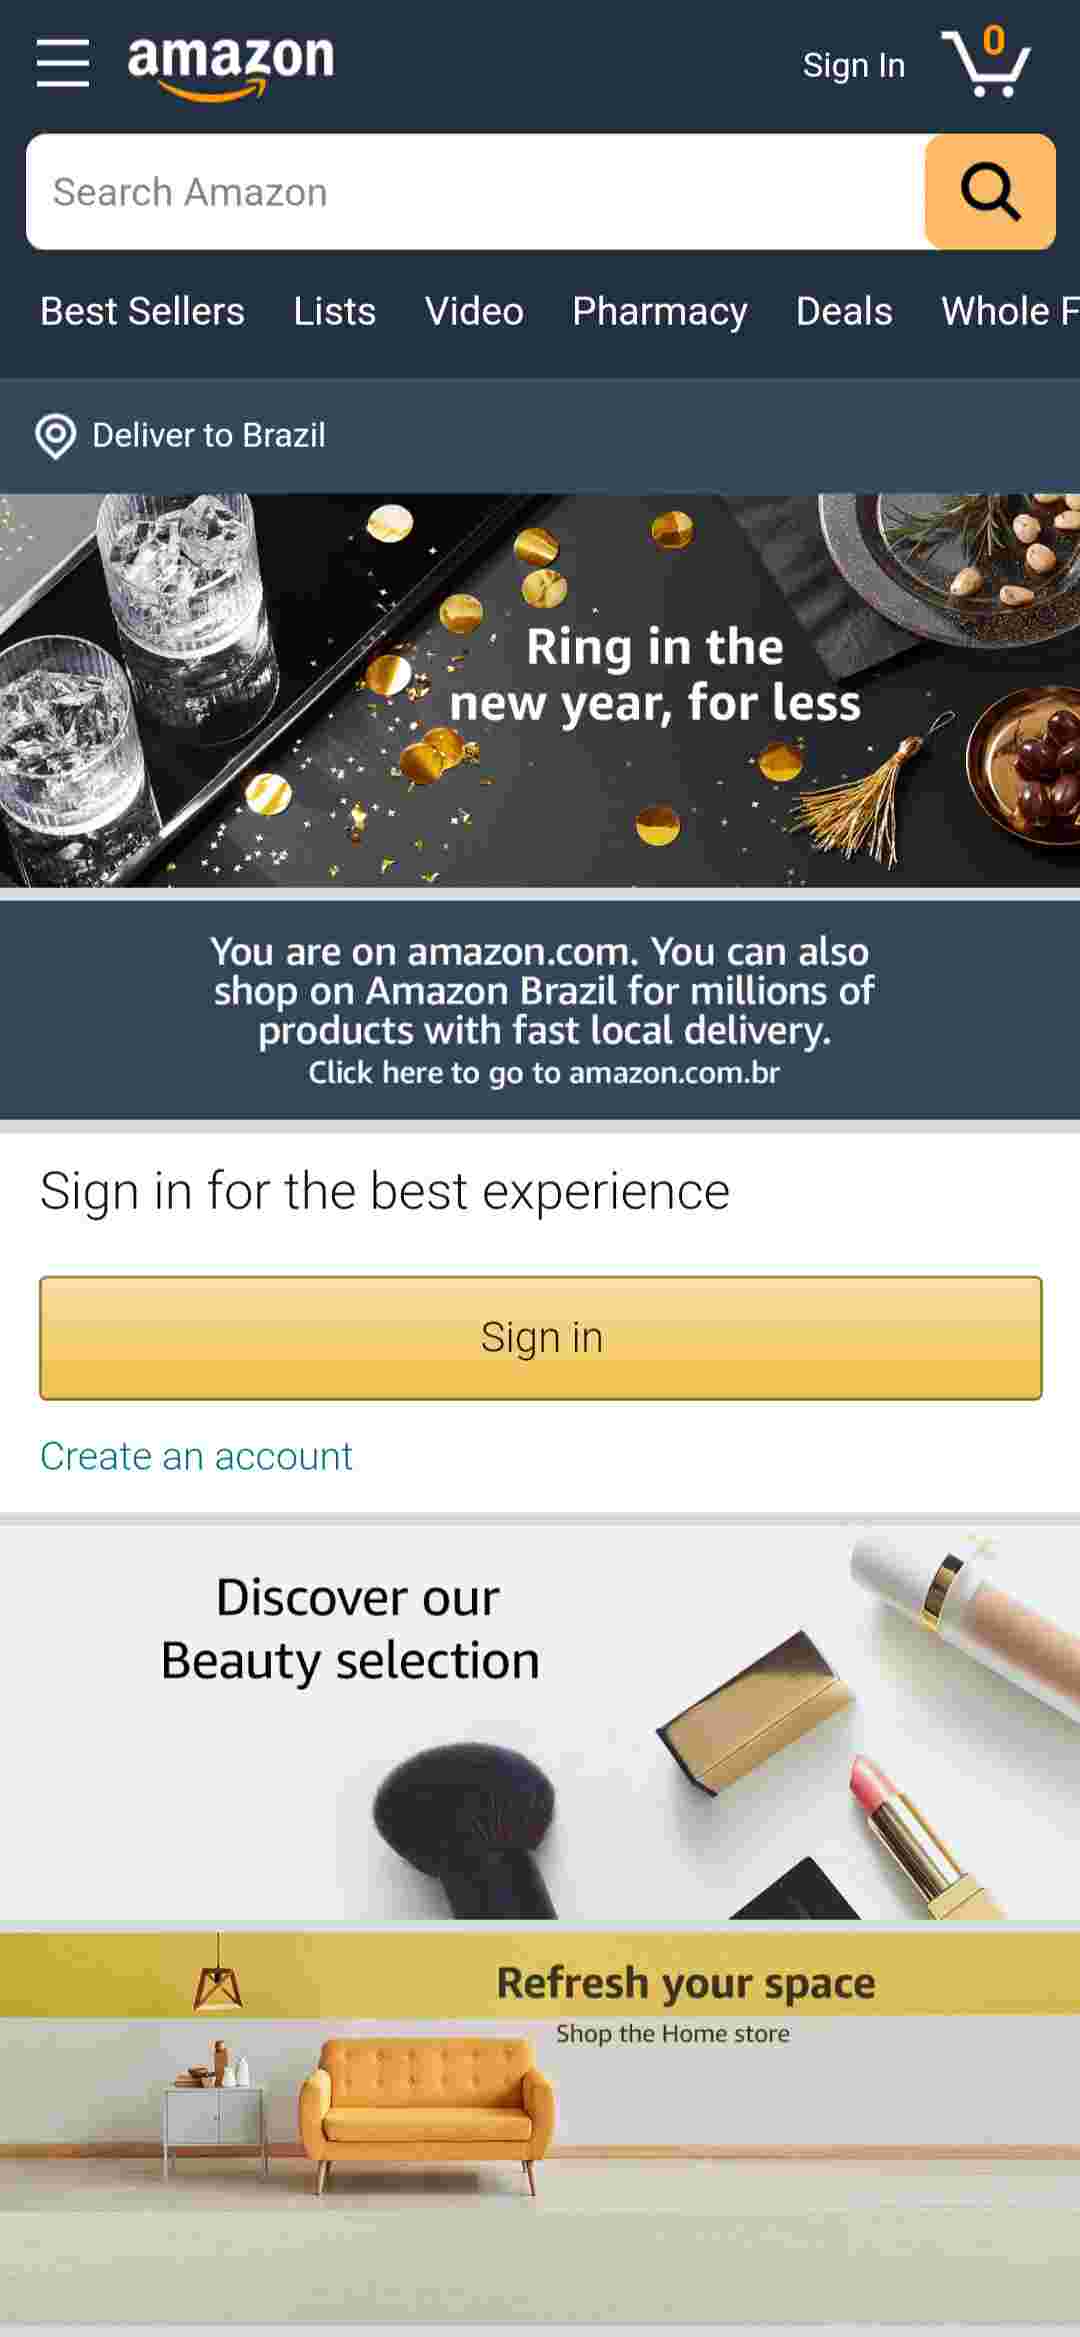 amazon
Sign In
0
Search Amazon
Best Sellers Lists Video Pharmacy Deals Whole F
Deliver to Brazil
Ring in the
new year, for less
You are on amazon.com. You can also
shop on Amazon Brazil for millions of
products with fast local delivery.
Click here to go to amazon.com.br
Sign in for the best experience
Sign in
Create an account
Discover our
Beauty selection
Refresh your space
Shop the Home store